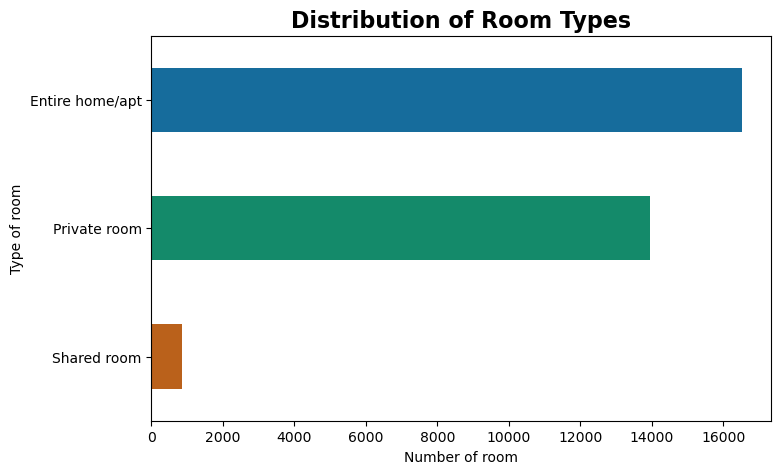 Distribution of Room Types
Type of room
Entire home/apt
Private room
Shared room
0 2000 4000 6000 8000 10000 12000 14000 16000
Number of room